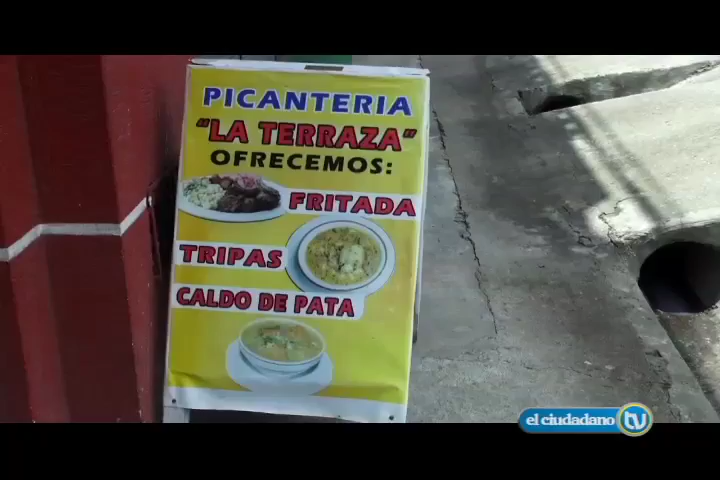 PICANTERIA
"LA TERRAZA"
OFRECEMOS:
FRITADA
TRIPAS
CALDO DE PATA
el ciudadano tv